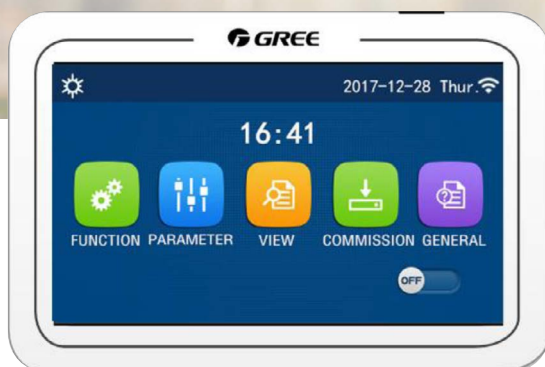 GREE
2017-12-28 Thur.
16:41
FUNCTION PARAMETER VIEW COMMISSION GENERAL
OFF